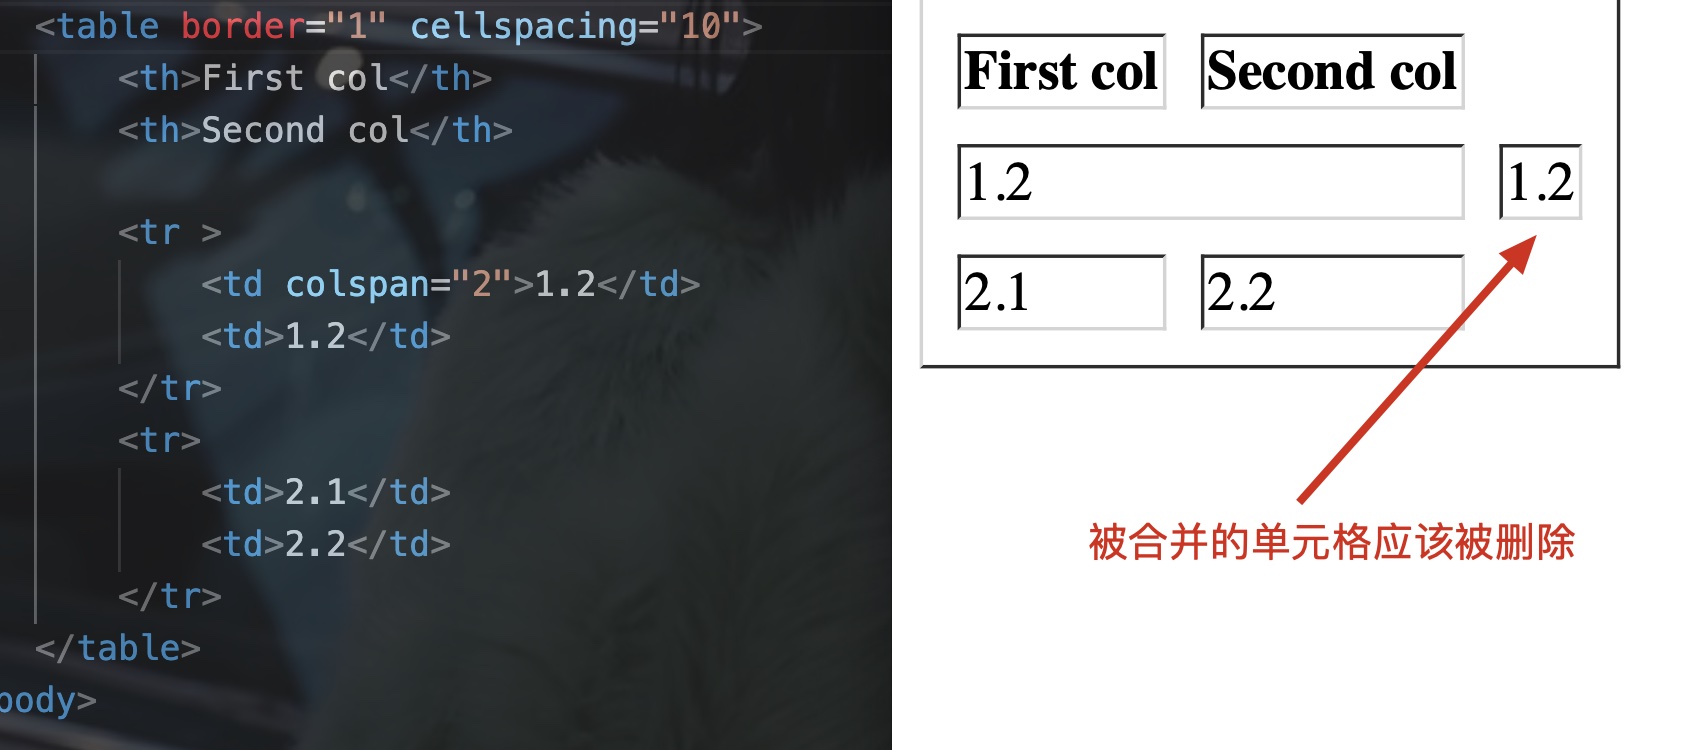 <table border="1" cellspacing="10">
<th>First col</th>
<th>Second col</th>
<tr >
<td colspan="2">1.2</td>
<td>1.2</td>
</tr>
<tr>
<td>2.1</td>
<td>2.2</td>
</tr>
</table>
body>
First col Second col
1.2 1.2
2.1 2.2
被合并的单元格应该被删除